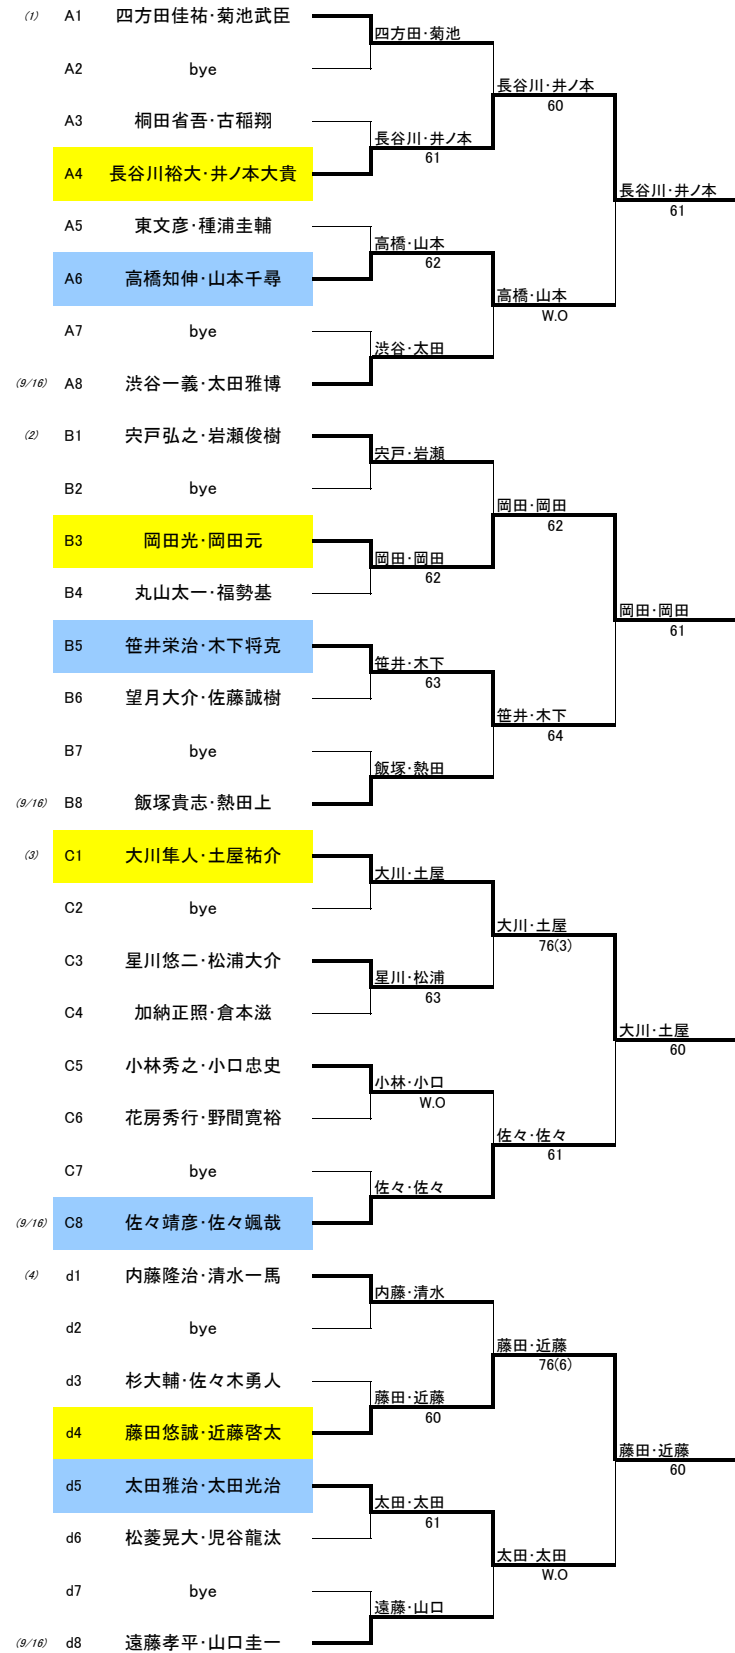 (1) A1 四方田佳祐・菊池武臣
四方田・菊池
A2 bye
長谷川・井ノ本
60
A3 桐田省吾・古稲翔
長谷川・井ノ本
61
A4 長谷川裕大・井ノ本大貴
長谷川・井ノ本
61
A5 東文彦・種浦圭輔
高橋・山本
62
A6 高橋知伸・山本千尋
高橋・山本
W.O
A7 bye
渋谷・太田
(9/16) A8 渋谷一義・太田雅博
(2) B1 宍戸弘之・岩瀬俊樹
宍戸・岩瀬
B2 bye
岡田・岡田
62
B3 岡田光・岡田元
岡田・岡田
62
B4 丸山太一・福勢基
岡田・岡田
61
B5 笹井栄治・木下将克
笹井・木下
63
B6 望月大介・佐藤誠樹
笹井・木下
64
B7 bye
飯塚・熱田
(9/16) B8 飯塚貴志・熱田上
(3) C1 大川隼人・土屋祐介
大川・土屋
C2 bye
大川・土屋
76(3)
C3 星川悠二・松浦大介
星川・松浦
63
C4 加納正照・倉本滋
大川・土屋
60
C5 小林秀之・小口忠史
小林・小口
W.O
C6 花房秀行・野間寛裕
佐々・佐々
61
C7 bye
佐々・佐々
(9/16) C8 佐々靖彦・佐々颯哉
(4) d1 内藤隆治・清水一馬
内藤・清水
d2 bye
藤田・近藤
76(6)
d3 杉大輔・佐々木勇人
藤田・近藤
60
d4 藤田悠誠・近藤啓太
藤田・近藤
60
d5 太田雅治・太田光治
太田・太田
61
d6 松菱晃大・児谷龍汰
太田・太田
W.O
d7 bye
遠藤・山口
(9/16) d8 遠藤孝平・山口圭一